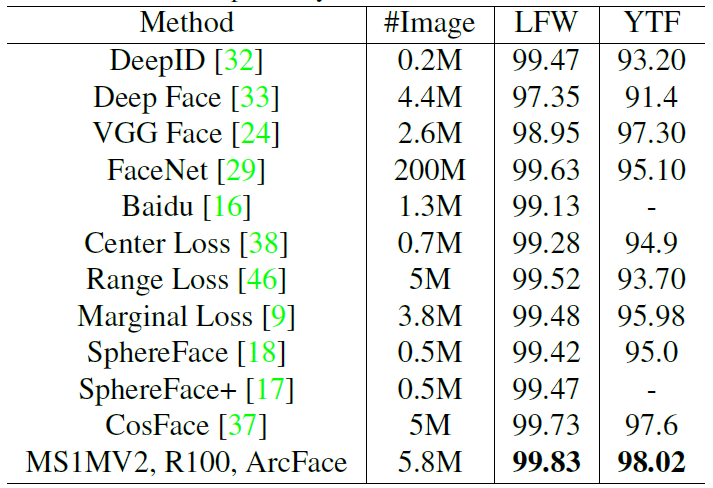 Method #Image LFW YTF
DeepID [32] 0.2M 99.47 93.20
Deep Face [33] 4.4M 97.35 91.4
VGG Face [24] 2.6M 98.95 97.30
FaceNet [29] 200M 99.63 95.10
Baidu [16] 1.3M 99.13 -
Center Loss [38] 0.7M 99.28 94.9
Range Loss [46] 5M 99.52 93.70
Marginal Loss [9] 3.8M 99.48 95.98
SphereFace [18] 0.5M 99.42 95.0
SphereFace+ [17] 0.5M 99.47 -
CosFace [37] 5M 99.73 97.6
MS1MV2, R100, ArcFace 5.8M 99.83 98.02